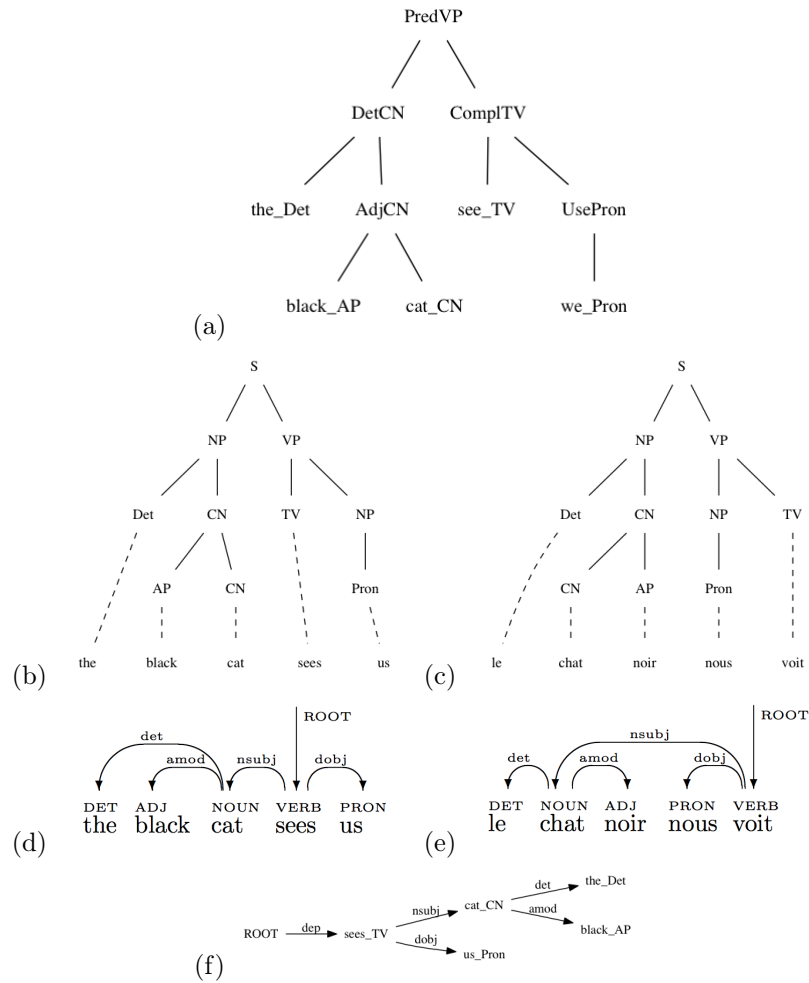 PredVP
DetCN ComplTV
the_Det AdjCN see_TV UsePron
black_AP cat_CN we_Pron
(a)
S
NP VP
Det CN TV NP
AP CN Pron
the black cat sees us
(b)
S
NP VP
Det CN NP TV
CN AP Pron
le chat noir nous voit
(c)
ROOT
det
amod nsubj dobj
DET ADJ NOUN VERB PRON
the black cat sees us
(d)
ROOT
nsubj
det amod dobj
DET NOUN ADJ PRON VERB
le chat noir nous voit
(e)
det the_Det
nsubj cat_CN amod
ROOT dep sees_TV black_AP
dobj us_Pron
(f)